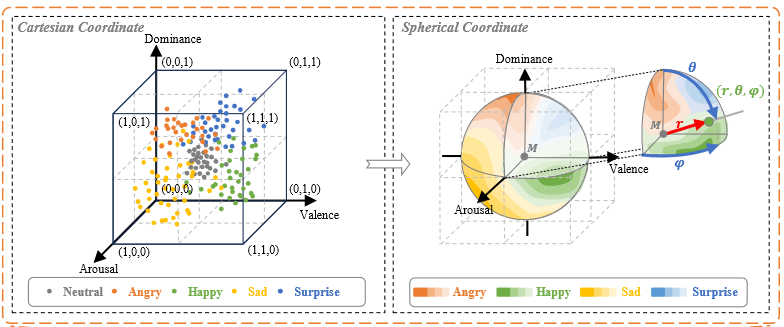 Cartesian Coordinate
Dominance
(0,0,1)
(0,1,1)
(1,0,1)
(1,1,1)
(0,0,0)
(0,1,0)
Valence
(1,0,0)
(1,1,0)
Arousal
Neutral Angry Happy Sad Surprise
Spherical Coordinate
Dominance
M
Valence
Arousal
θ
(r, θ, φ)
r
M
φ
Angry Happy Sad Surprise